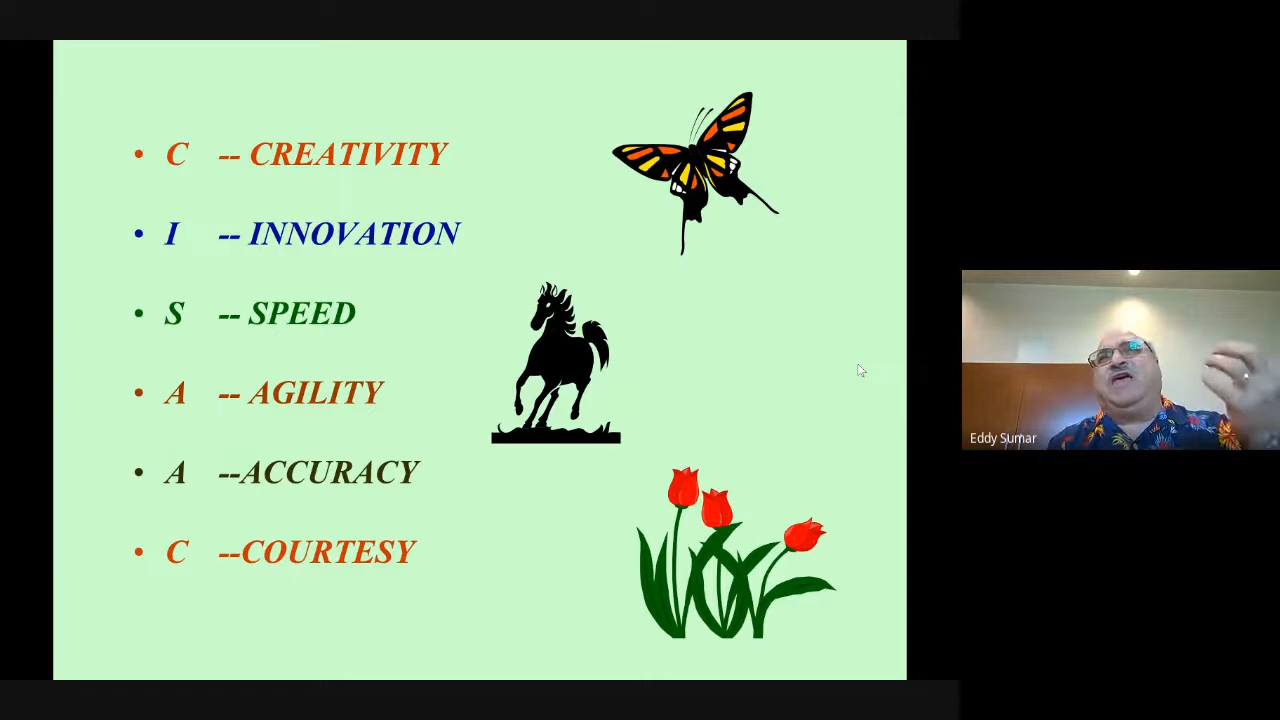 • C -- CREATIVITY
• I -- INNOVATION
• S -- SPEED
• A -- AGILITY
• A --ACCURACY
• C --COURTESY
Eddy Sumar